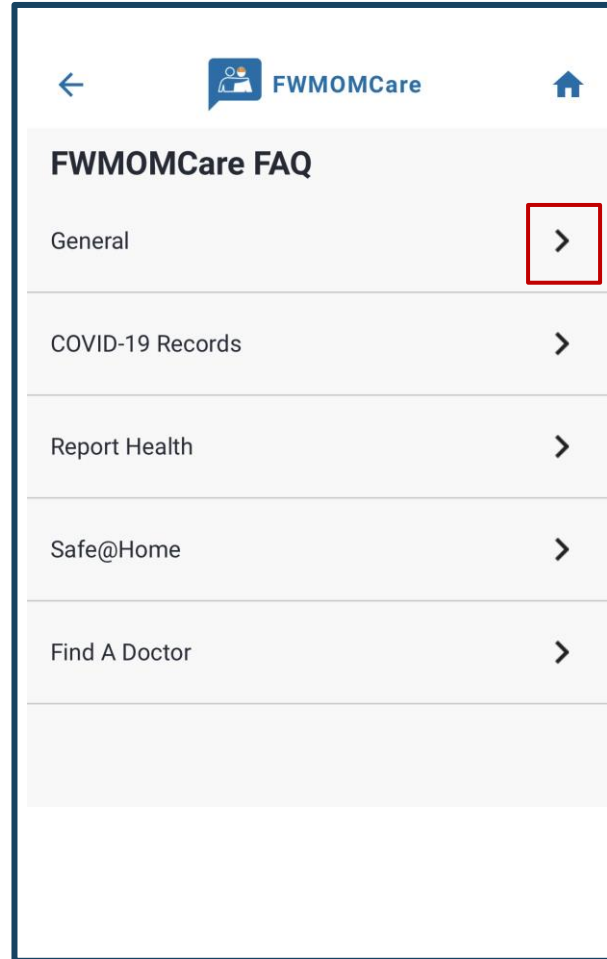 FWMOMCare
FWMOMCare FAQ
General
COVID-19 Records
Report Health
Safe@Home
Find A Doctor